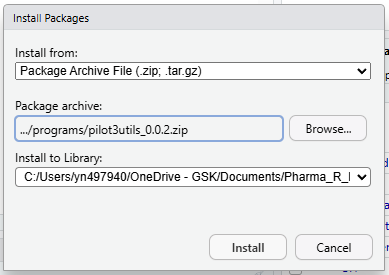 Install Packages
Install from:
Package Archive File (.zip; .tar.gz)
Package archive:
.../programs/pilot3utils_0.0.2.zip
Browse...
Install to Library:
C:/Users/yn497940/OneDrive - GSK/Documents/Pharma_R_
Install
Cancel